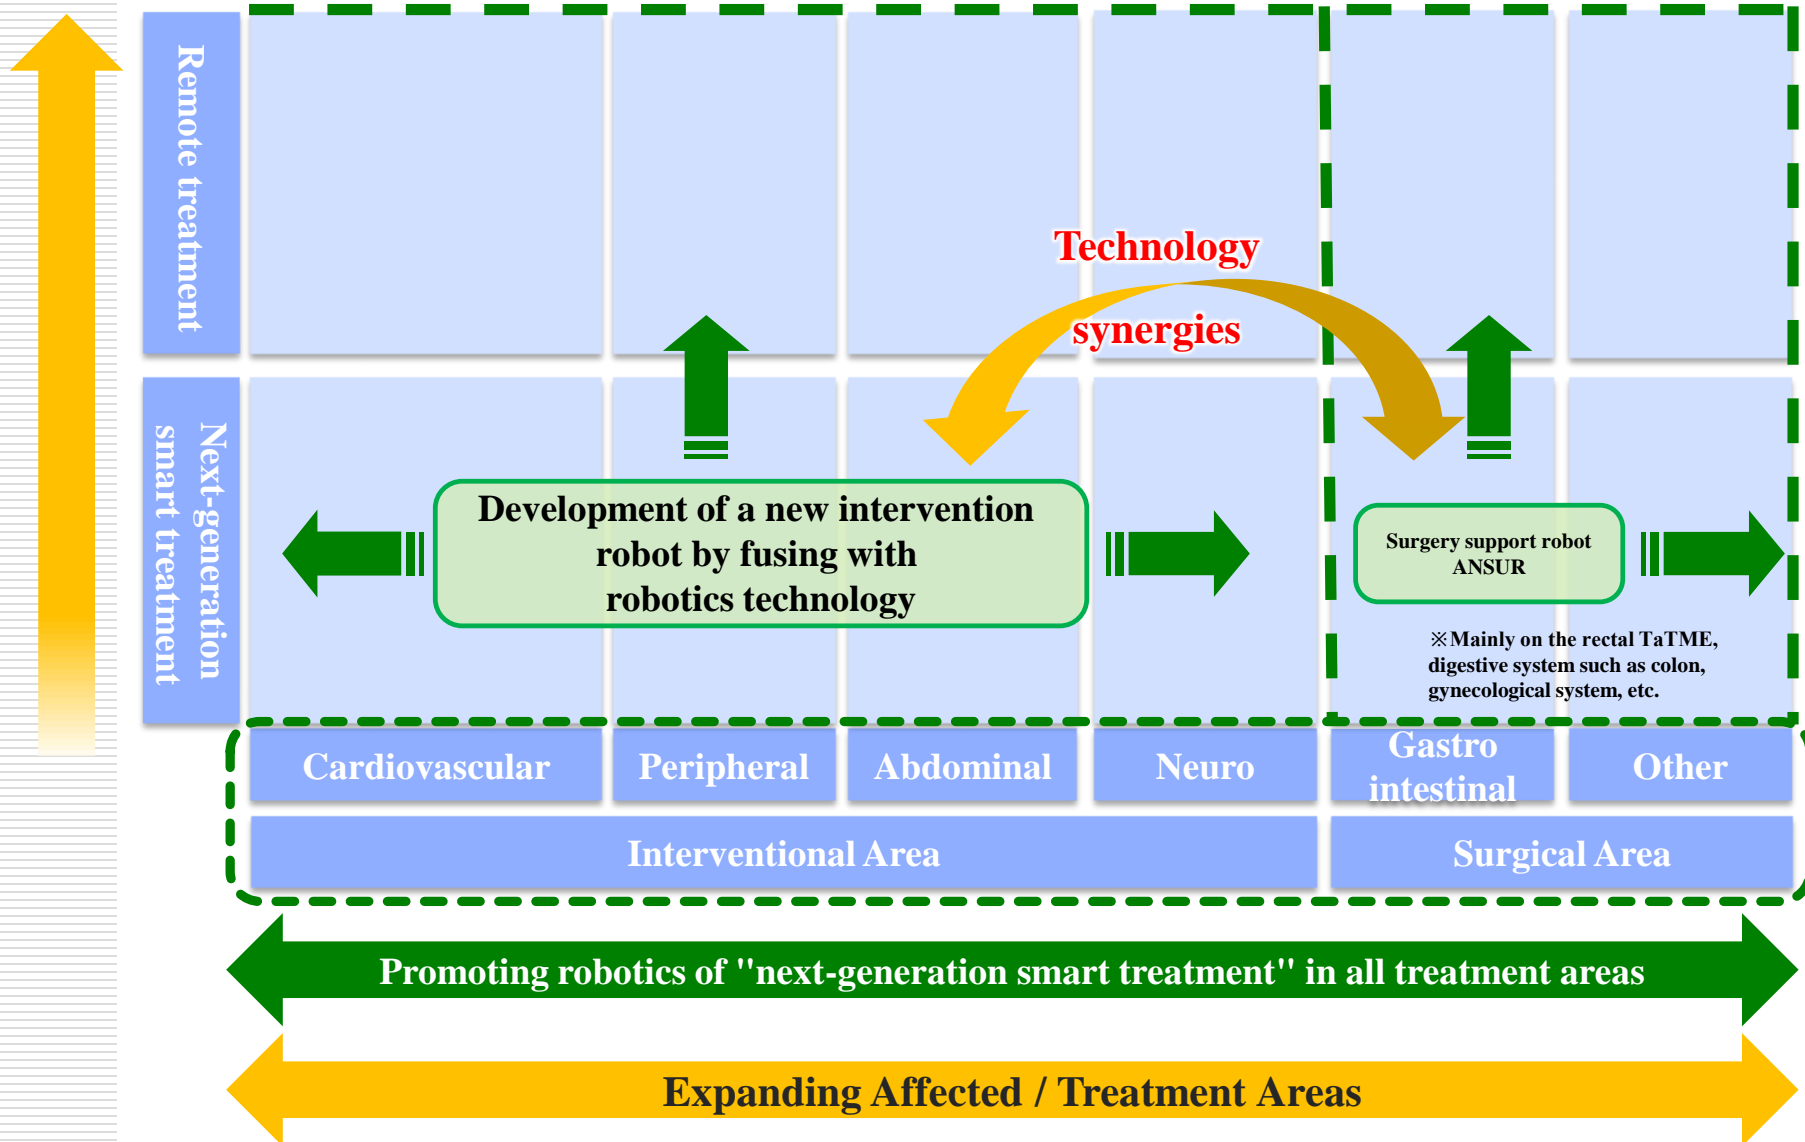 Remote treatment
Technology
synergies
Next-generation
smart treatment
Development of a new intervention
robot by fusing with
robotics technology
Surgery support robot
ANSUR
※Mainly on the rectal TaTME,
digestive system such as colon,
gynecological system, etc.
Cardiovascular
Peripheral
Abdominal
Neuro
Gastro
intestinal
Other
Interventional Area
Surgical Area
Promoting robotics of "next-generation smart treatment" in all treatment areas
Expanding Affected / Treatment Areas